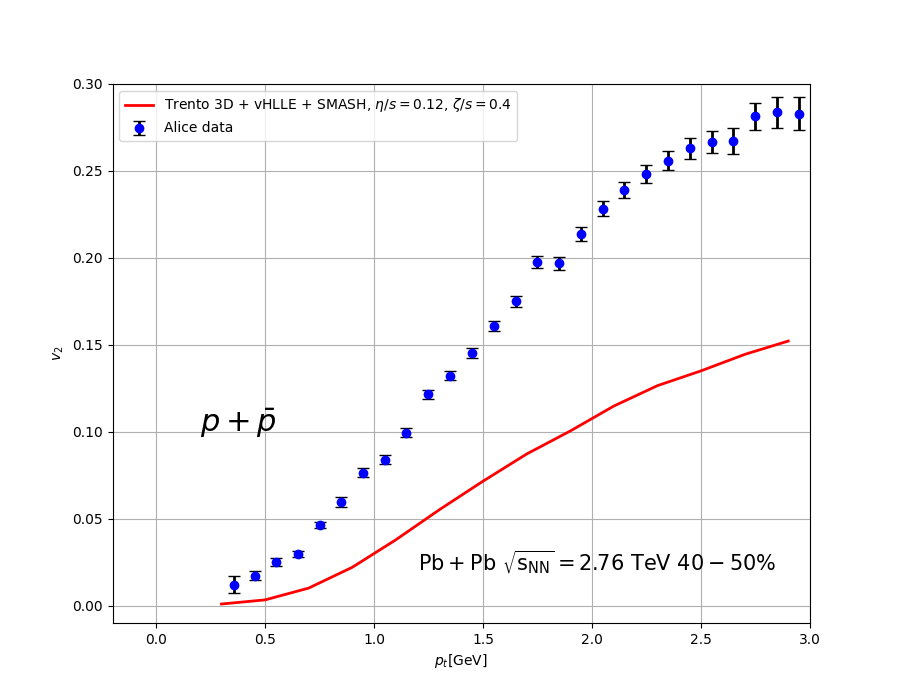 Trento 3D + vHLLE + SMASH, η/s = 0.12, ζ/s = 0.4
Alice data
0.30
0.25
0.20
0.15
0.10
0.05
0.00
v₂
p + p̄
Pb + Pb √s_NN = 2.76 TeV 40 − 50%
0.0 0.5 1.0 1.5 2.0 2.5 3.0
pₜ[GeV]